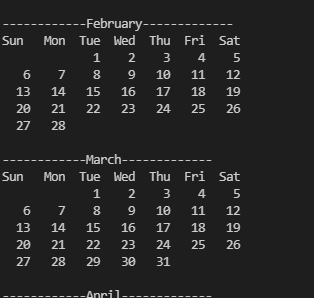 ------------February-------------
Sun   Mon  Tue  Wed  Thu  Fri  Sat
             1    2    3    4    5
   6    7    8    9   10   11   12
  13   14   15   16   17   18   19
  20   21   22   23   24   25   26
  27   28
------------March-------------
Sun   Mon  Tue  Wed  Thu  Fri  Sat
             1    2    3    4    5
   6    7    8    9   10   11   12
  13   14   15   16   17   18   19
  20   21   22   23   24   25   26
  27   28   29   30   31
------------April-------------